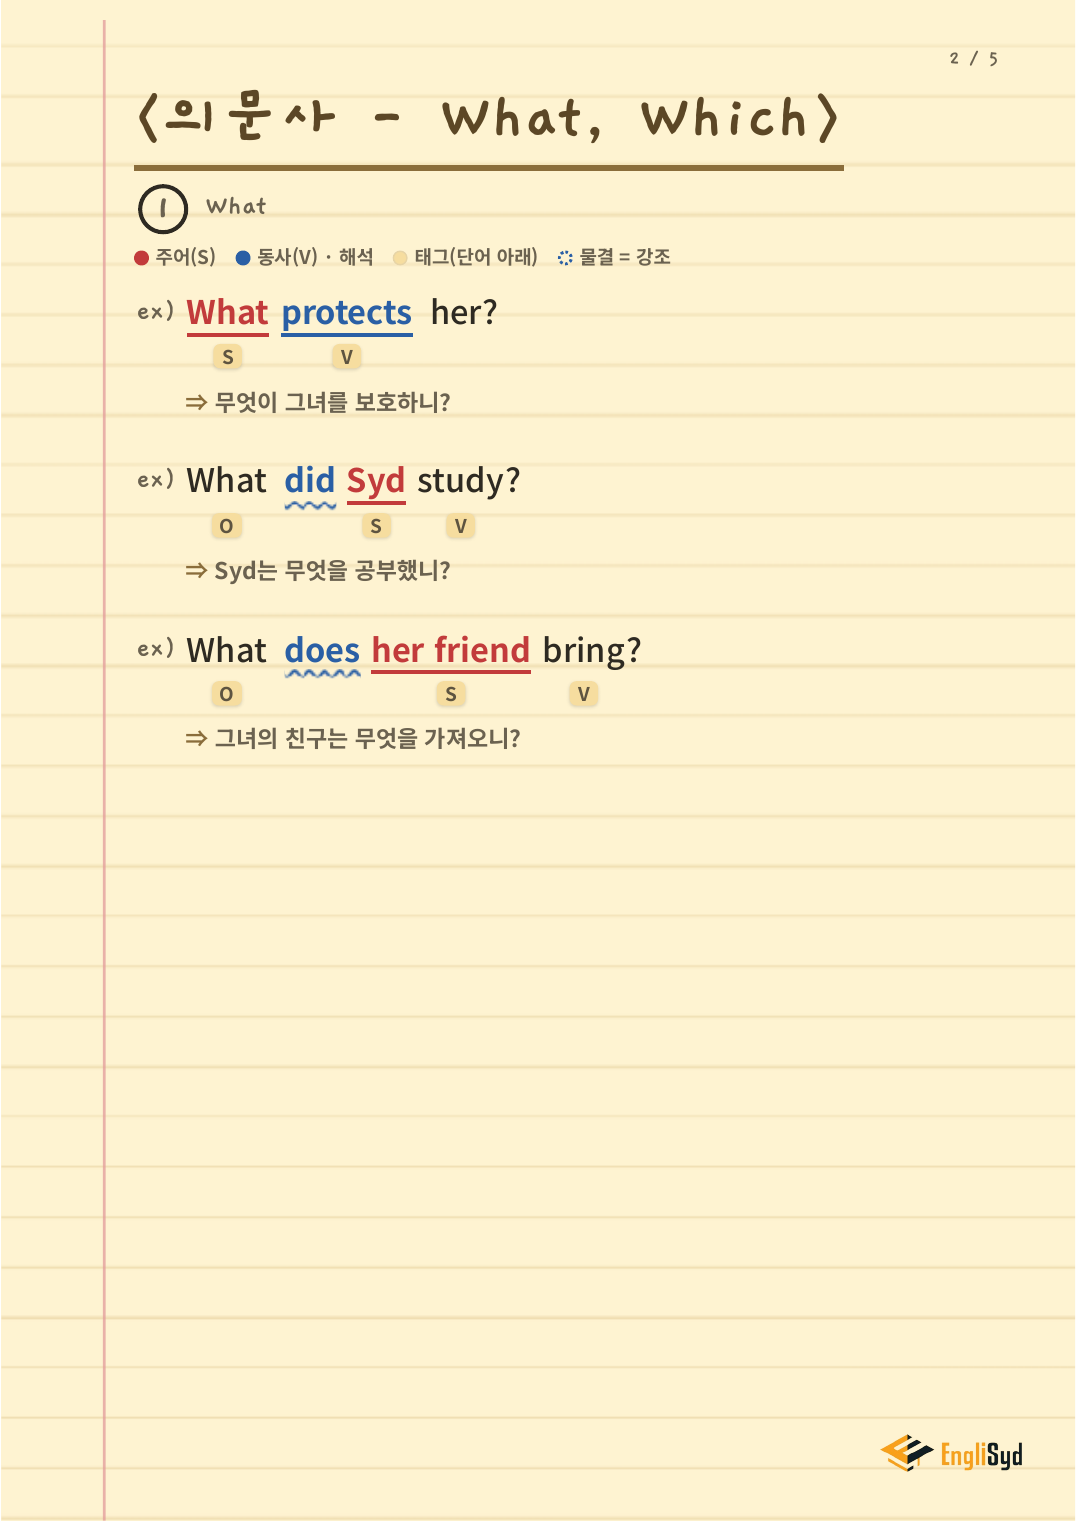 2 / 5
<의문사 - What, Which>
1 What
주어(S) 동사(V) · 해석 태그(단어 아래) 물결 = 강조
ex) What protects her?
S V
⇒ 무엇이 그녀를 보호하니?
ex) What did Syd study?
O S V
⇒ Syd는 무엇을 공부했니?
ex) What does her friend bring?
O S V
⇒ 그녀의 친구는 무엇을 가져오니?
EngliSyd